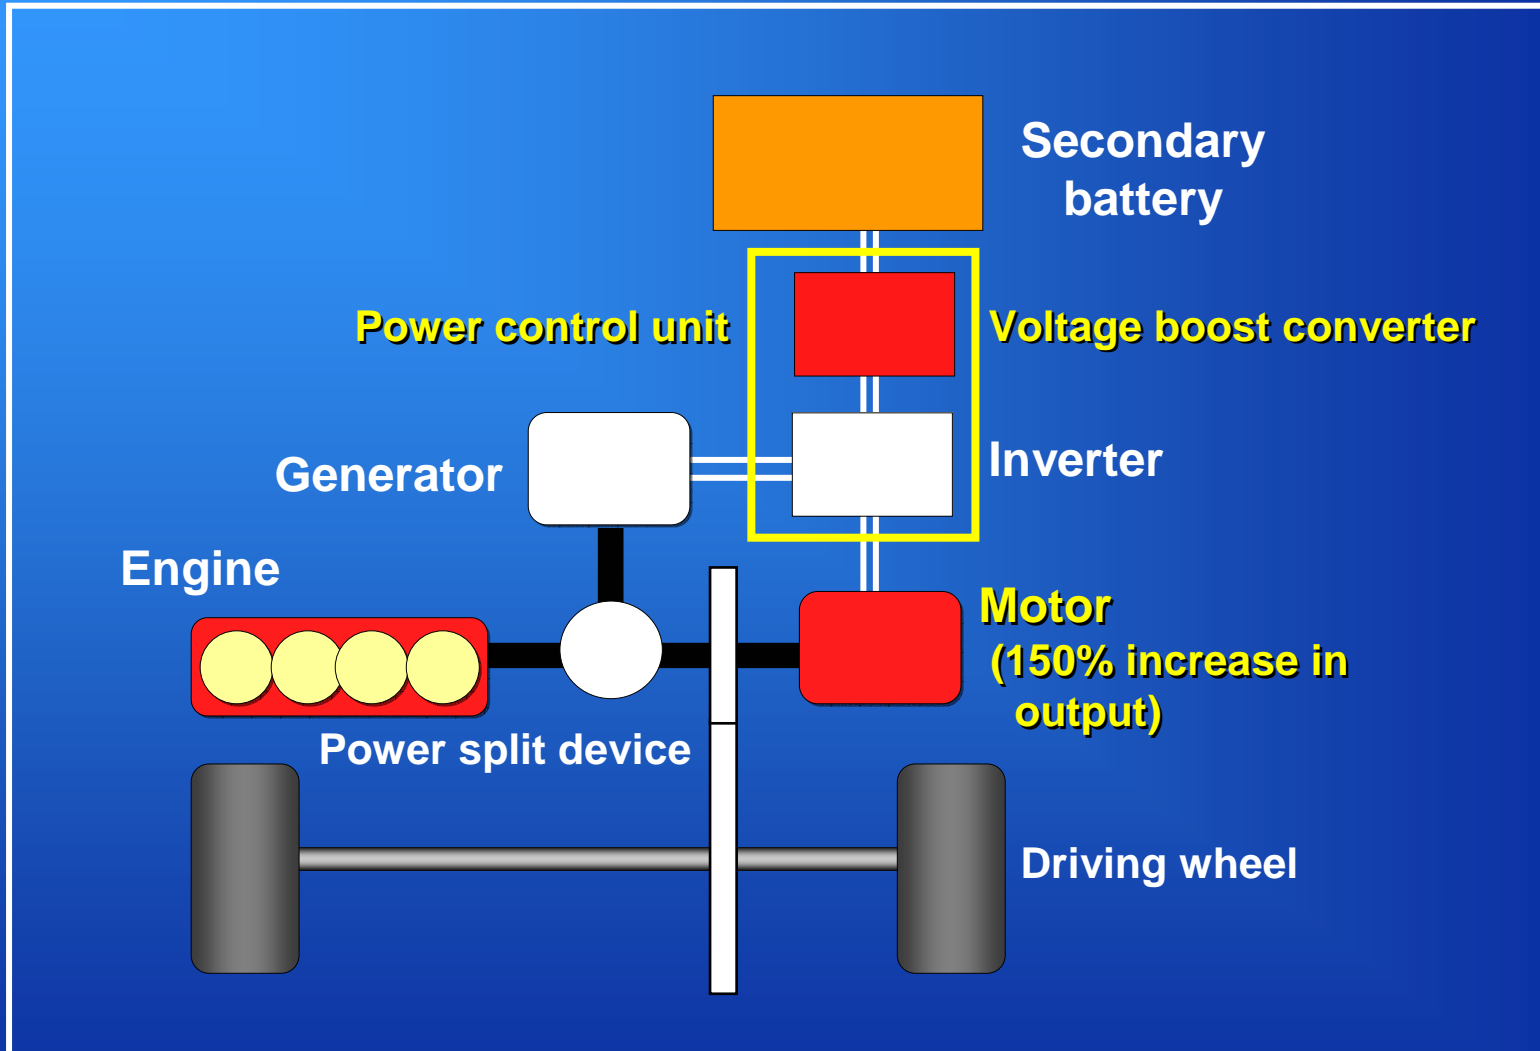 Secondary
battery
Power control unit
Voltage boost converter
Generator
Inverter
Engine
Motor
(150% increase in
output)
Power split device
Driving wheel